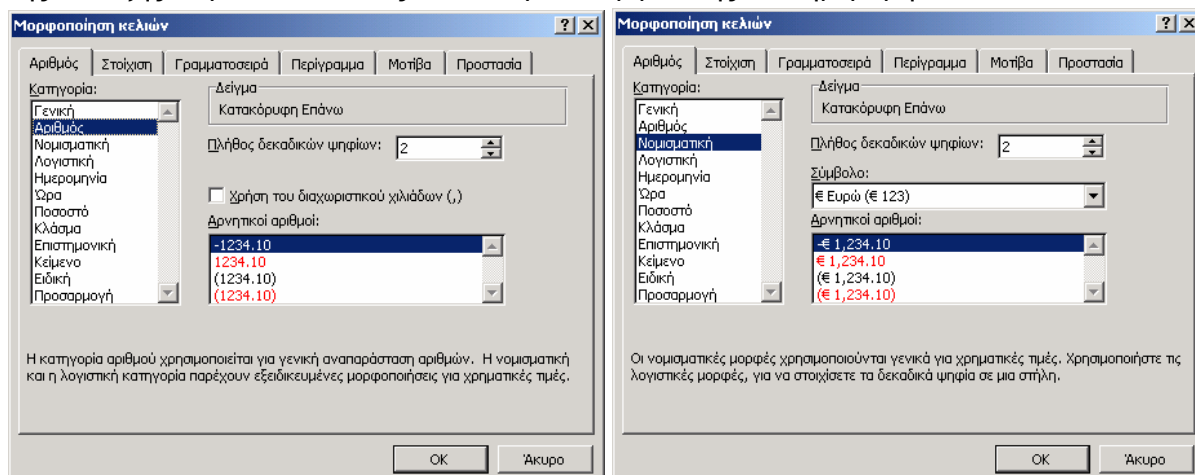 Μορφοποίηση κελιών
Αριθμός Στοίχιση Γραμματοσειρά Περίγραμμα Μοτίβα Προστασία
Κατηγορία:
Γενική
Αριθμός
Νομισματική
Λογιστική
Ημερομηνία
Ώρα
Ποσοστό
Κλάσμα
Επιστημονική
Κείμενο
Ειδική
Προσαρμογή
Δείγμα
Κατακόρυφη Επάνω
Πλήθος δεκαδικών ψηφίων: 2
Χρήση του διαχωριστικού χιλιάδων (,)
Αρνητικοί αριθμοί:
-1234.10
1234.10
(1234.10)
(1234.10)
Η κατηγορία αριθμού χρησιμοποιείται για γενική αναπαράσταση αριθμών. Η νομισματική
και η λογιστική κατηγορία παρέχουν εξειδικευμένες μορφοποιήσεις για χρηματικές τιμές.
OK Άκυρο
Μορφοποίηση κελιών
Αριθμός Στοίχιση Γραμματοσειρά Περίγραμμα Μοτίβα Προστασία
Κατηγορία:
Γενική
Αριθμός
Νομισματική
Λογιστική
Ημερομηνία
Ώρα
Ποσοστό
Κλάσμα
Επιστημονική
Κείμενο
Ειδική
Προσαρμογή
Δείγμα
Κατακόρυφη Επάνω
Πλήθος δεκαδικών ψηφίων: 2
Σύμβολο:
€ Ευρώ (€ 123)
Αρνητικοί αριθμοί:
-€ 1,234.10
€ 1,234.10
(€ 1,234.10)
(€ 1,234.10)
Οι νομισματικές μορφές χρησιμοποιούνται γενικά για χρηματικές τιμές. Χρησιμοποιήστε τις
λογιστικές μορφές, για να στοιχίσετε τα δεκαδικά ψηφία σε μια στήλη.
OK Άκυρο